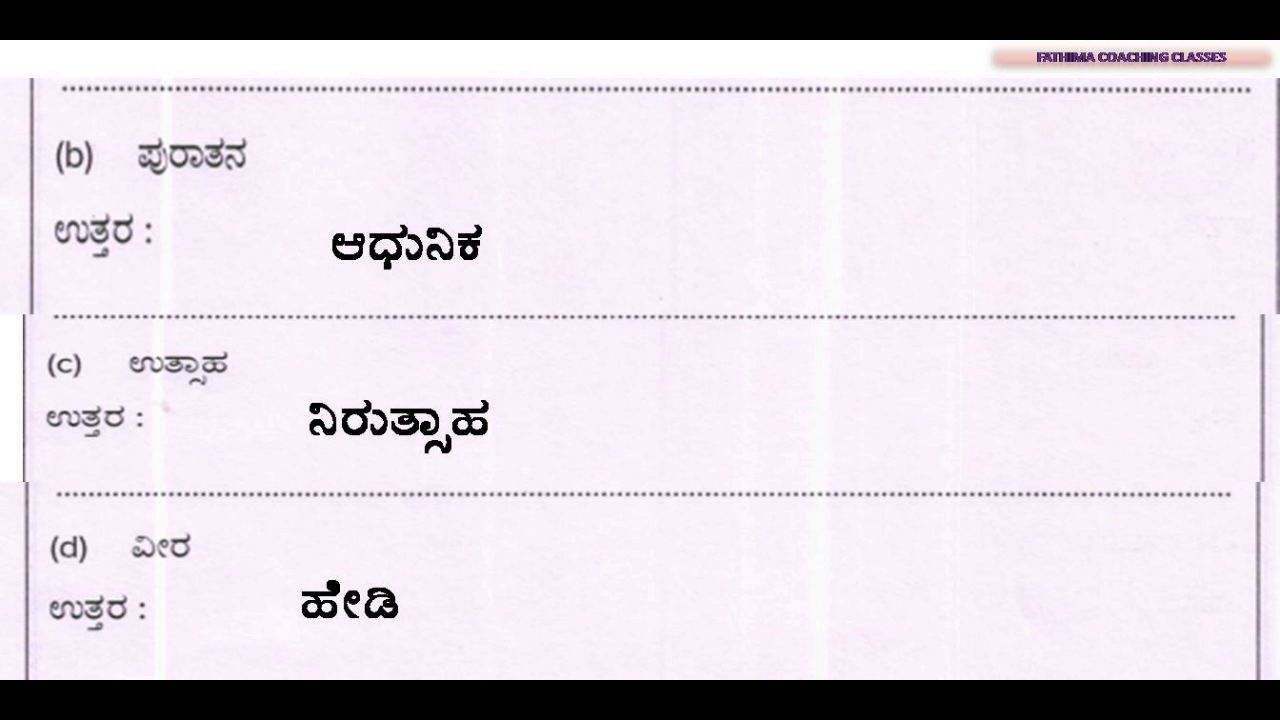 FATHIMA COACHING CLASSES
(b) ಪುರಾತನ
ಉತ್ತರ :
ಆಧುನಿಕ
(c) ಉತ್ಸಾಹ
ಉತ್ತರ :
ನಿರುತ್ಸಾಹ
(d) ವೀರ
ಉತ್ತರ :
ಹೇಡಿ